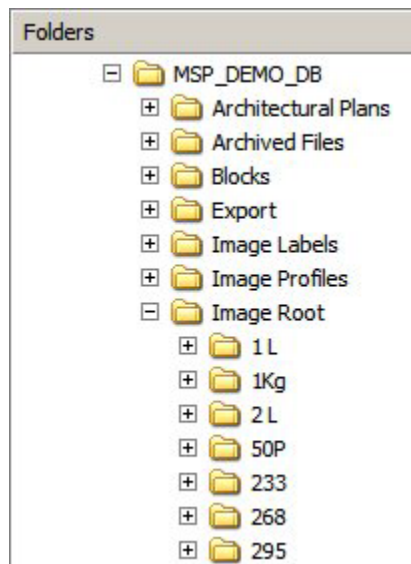 Folders
MSP_DEMO_DB
Architectural Plans
Archived Files
Blocks
Export
Image Labels
Image Profiles
Image Root
1 L
1Kg
2 L
50P
233
268
295